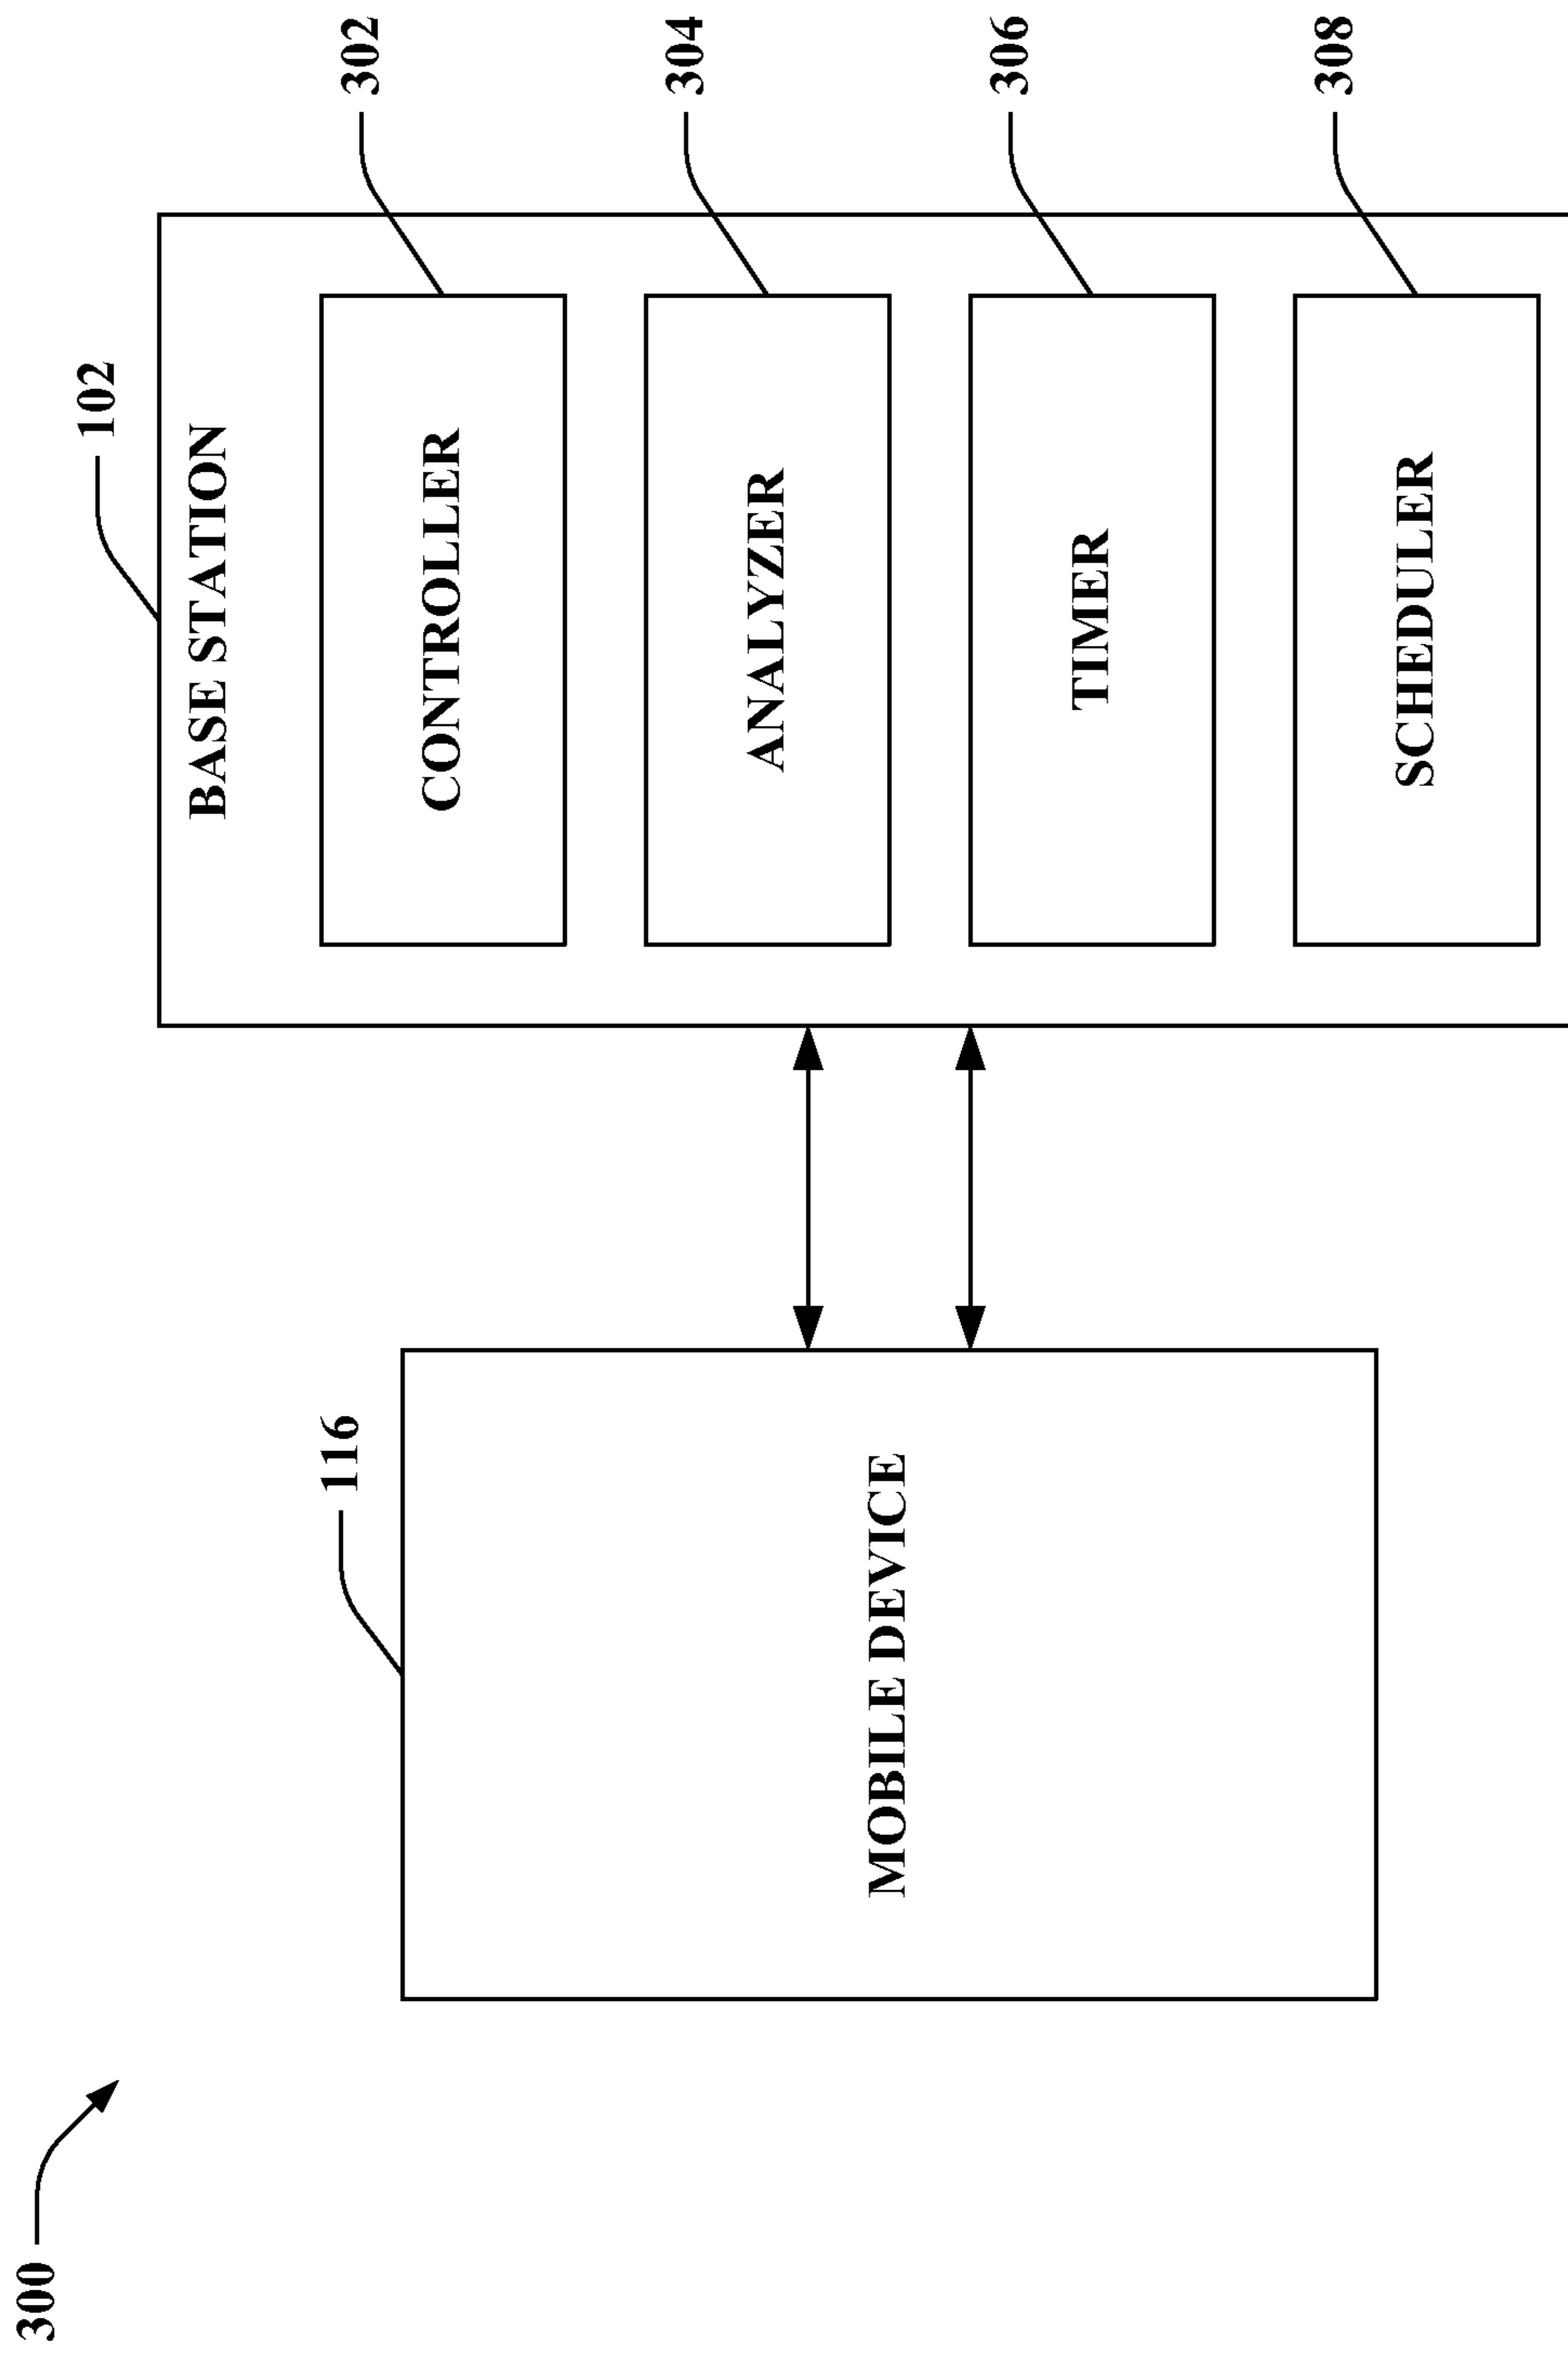 300
102
BASE STATION
116
CONTROLLER
302
ANALYZER
304
MOBILE DEVICE
TIMER
306
SCHEDULER
308